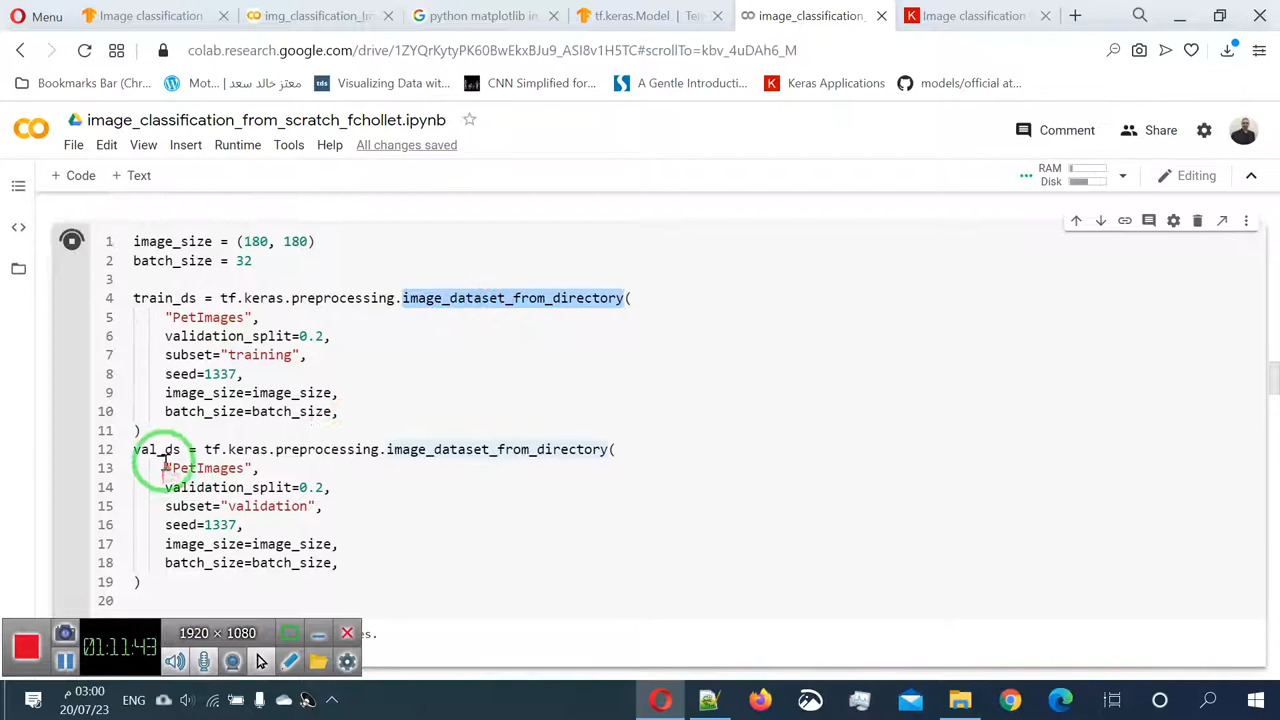 Image classification
img_classification_Im
python matplotlib in
tf.keras.Model | Ten
image_classification_
Image classification
Menu
colab.research.google.com/drive/1ZYQrKytyPK60BwEkxBJu9_ASI8v1H5TC#scrollTo=kbv_4uDAh6_M
Bookmarks Bar (Chr...
Mot... | معتز خالد سعد
Visualizing Data wit...
CNN Simplified for...
A Gentle Introducti...
Keras Applications
models/official at...
image_classification_from_scratch_fchollet.ipynb
Comment
Share
File Edit View Insert Runtime Tools Help All changes saved
+ Code + Text
RAM
Disk
Editing
1 image_size = (180, 180)
2 batch_size = 32
3
4 train_ds = tf.keras.preprocessing.image_dataset_from_directory(
5 "PetImages",
6 validation_split=0.2,
7 subset="training",
8 seed=1337,
9 image_size=image_size,
10 batch_size=batch_size,
11 )
12 val_ds = tf.keras.preprocessing.image_dataset_from_directory(
13 "PetImages",
14 validation_split=0.2,
15 subset="validation",
16 seed=1337,
17 image_size=image_size,
18 batch_size=batch_size,
19 )
20
es.
1920 × 1080
01:11:43
ENG
03:00 م
20/07/23